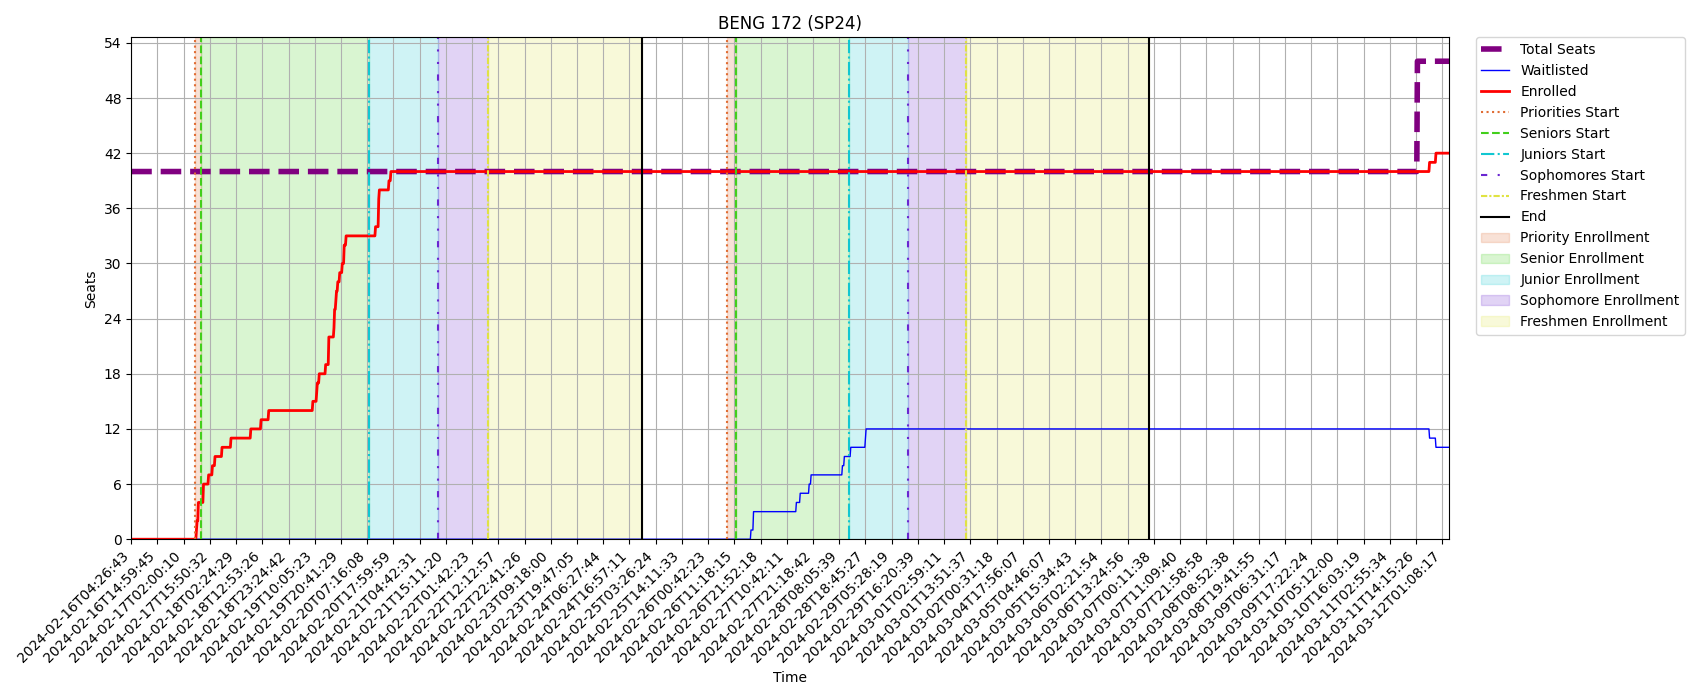 BENG 172 (SP24)
54
48
42
36
30
24
18
12
6
0
Seats
2024-02-16T04:26:43
2024-02-16T14:59:45
2024-02-17T02:00:10
2024-02-17T15:50:32
2024-02-18T02:24:29
2024-02-18T12:53:26
2024-02-18T23:24:42
2024-02-19T10:05:23
2024-02-19T20:41:29
2024-02-20T07:16:08
2024-02-20T17:59:59
2024-02-21T04:42:31
2024-02-21T15:11:20
2024-02-22T01:42:23
2024-02-22T12:12:57
2024-02-22T22:41:26
2024-02-23T09:18:00
2024-02-23T19:47:05
2024-02-24T06:27:44
2024-02-24T16:57:11
2024-02-25T03:26:24
2024-02-25T14:11:33
2024-02-26T00:42:23
2024-02-26T11:18:15
2024-02-26T21:52:18
2024-02-27T10:42:11
2024-02-27T21:18:42
2024-02-28T08:05:39
2024-02-28T18:45:27
2024-02-29T05:28:19
2024-02-29T16:20:39
2024-03-01T02:59:11
2024-03-01T13:51:37
2024-03-02T00:31:18
2024-03-04T17:56:07
2024-03-05T04:46:07
2024-03-05T15:34:43
2024-03-06T02:21:54
2024-03-06T13:24:56
2024-03-07T00:11:38
2024-03-07T11:09:40
2024-03-07T21:58:58
2024-03-08T08:52:38
2024-03-08T19:41:55
2024-03-09T06:31:17
2024-03-09T17:22:24
2024-03-10T05:12:00
2024-03-10T16:03:19
2024-03-11T02:55:34
2024-03-11T14:15:26
2024-03-12T01:08:17
Time
Total Seats
Waitlisted
Enrolled
Priorities Start
Seniors Start
Juniors Start
Sophomores Start
Freshmen Start
End
Priority Enrollment
Senior Enrollment
Junior Enrollment
Sophomore Enrollment
Freshmen Enrollment